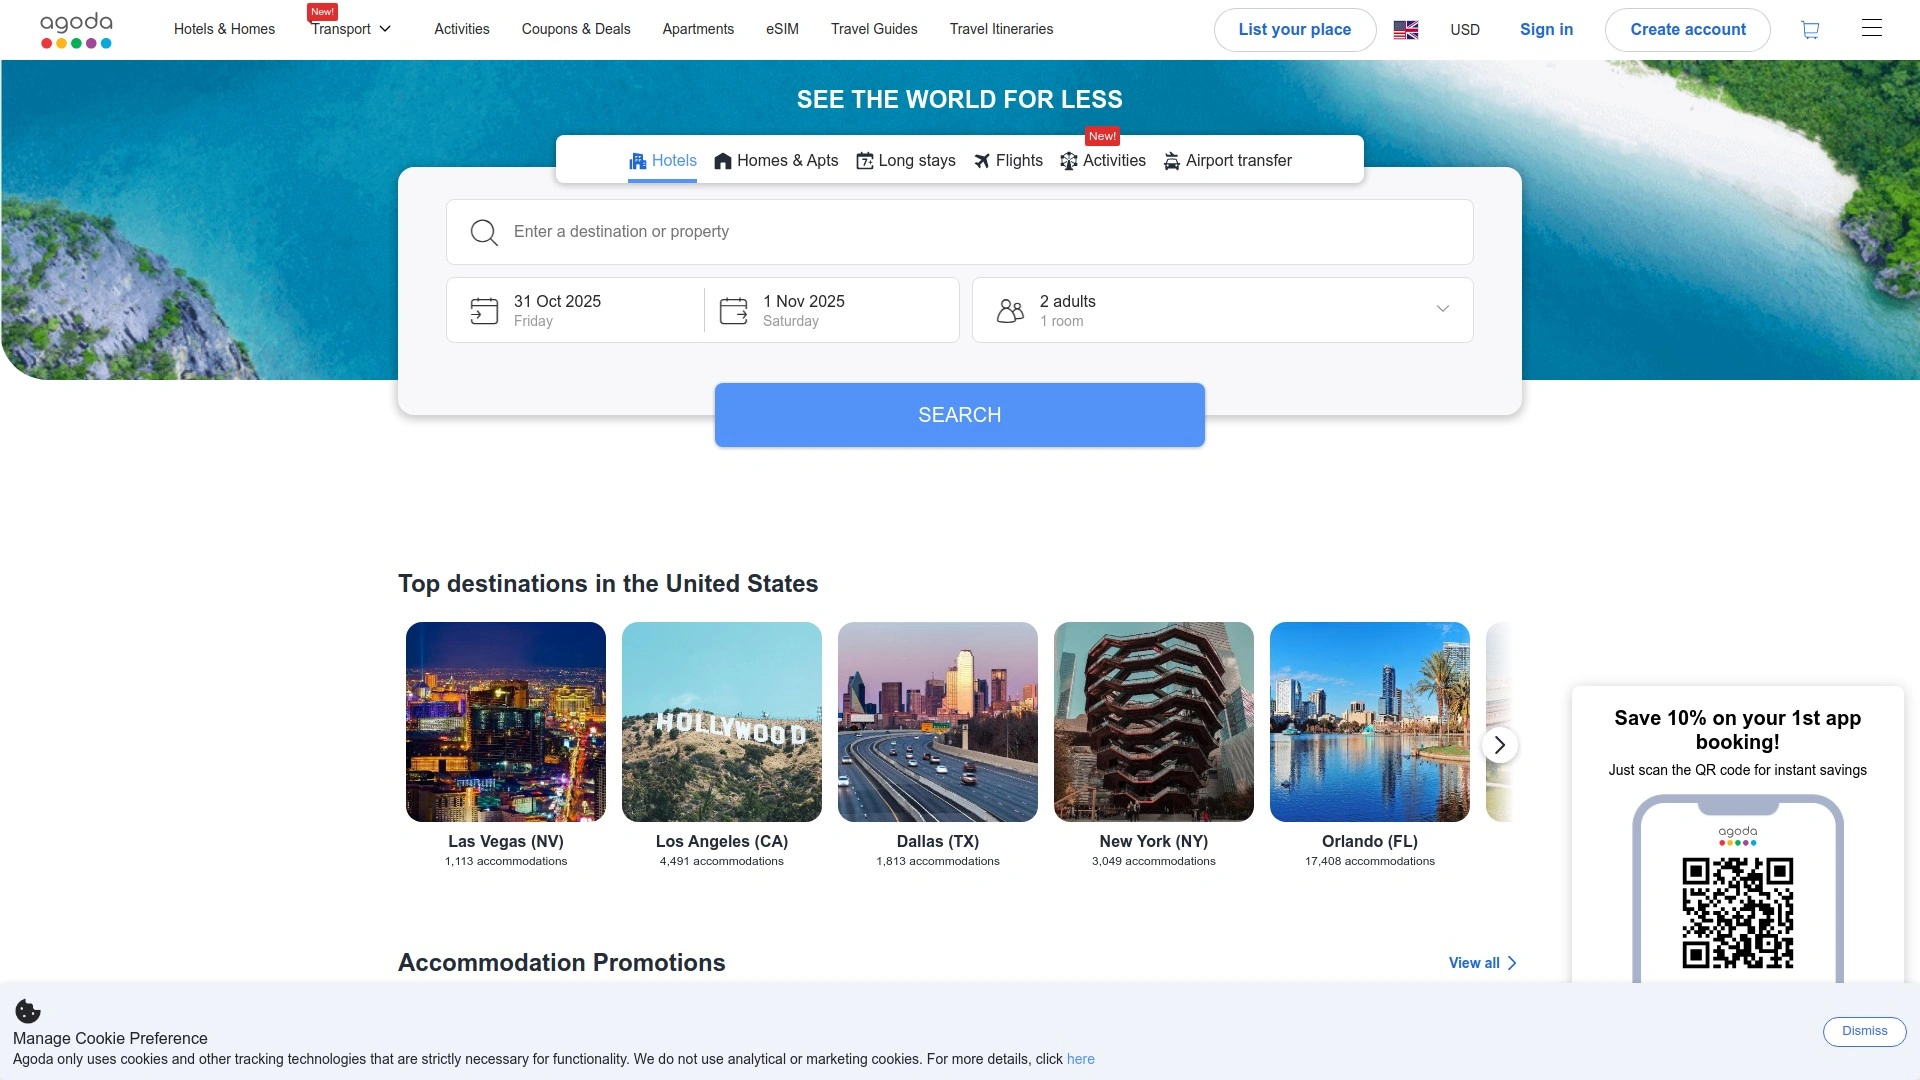 agoda
Hotels & Homes
New!
Transport
Activities
Coupons & Deals
Apartments
eSIM
Travel Guides
Travel Itineraries
List your place
USD
Sign in
Create account
SEE THE WORLD FOR LESS
New!
Hotels
Homes & Apts
Long stays
Flights
Activities
Airport transfer
Enter a destination or property
31 Oct 2025
Friday
1 Nov 2025
Saturday
2 adults
1 room
SEARCH
Top destinations in the United States
HOLLYWOOD
Las Vegas (NV)
1,113 accommodations
Los Angeles (CA)
4,491 accommodations
Dallas (TX)
1,813 accommodations
New York (NY)
3,049 accommodations
Orlando (FL)
17,408 accommodations
Save 10% on your 1st app
booking!
Just scan the QR code for instant savings
agoda
Accommodation Promotions
View all
Manage Cookie Preference
Agoda only uses cookies and other tracking technologies that are strictly necessary for functionality. We do not use analytical or marketing cookies. For more details, click here
Dismiss